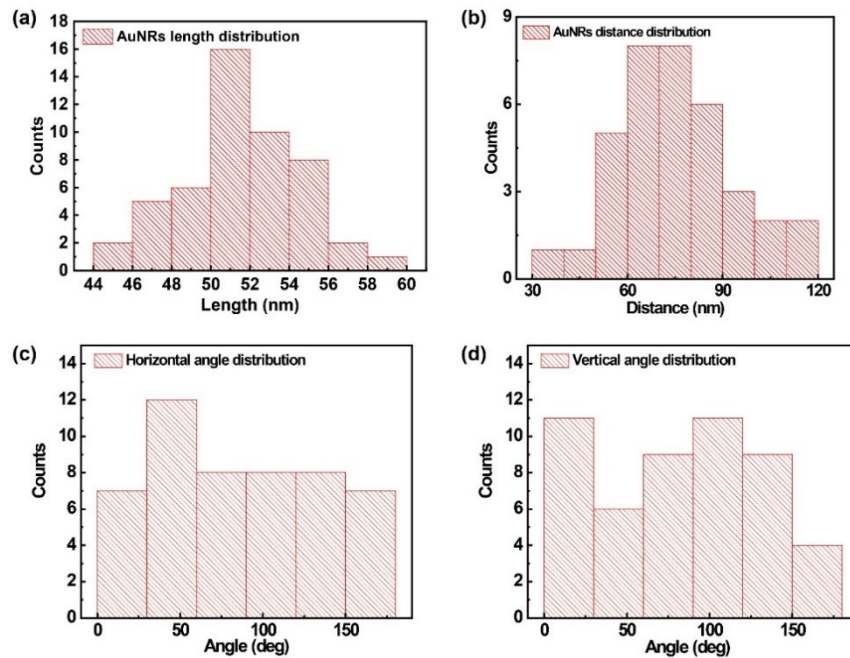 (a)
AuNRs length distribution
18
16
14
12
10
8
6
4
2
0
Counts
44 46 48 50 52 54 56 58 60
Length (nm)
(b)
AuNRs distance distribution
9
6
3
0
Counts
30 60 90 120
Distance (nm)
(c)
Horizontal angle distribution
14
12
10
8
6
4
2
0
Counts
0 50 100 150
Angle (deg)
(d)
Vertical angle distribution
14
12
10
8
6
4
2
0
Counts
0 50 100 150
Angle (deg)